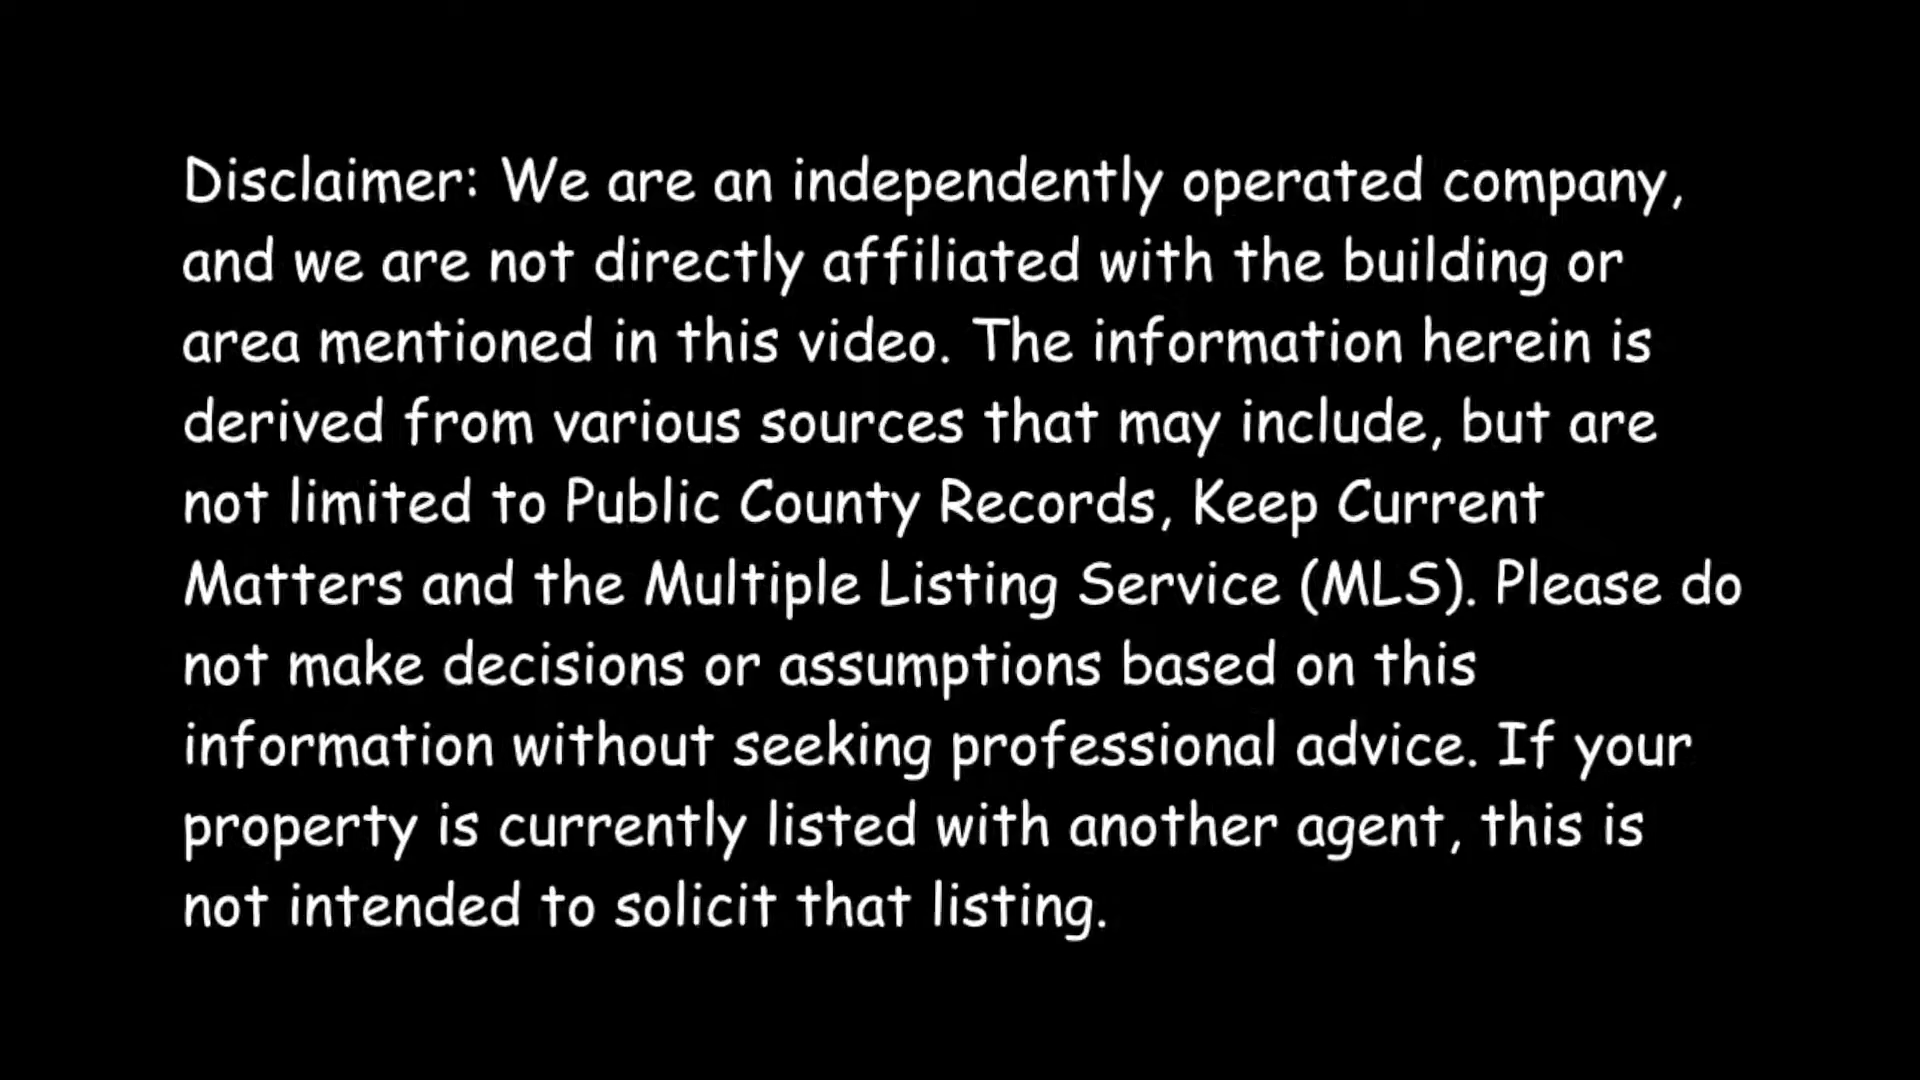 Disclaimer: We are an independently operated company,
and we are not directly affiliated with the building or
area mentioned in this video. The information herein is
derived from various sources that may include, but are
not limited to Public County Records, Keep Current
Matters and the Multiple Listing Service (MLS). Please do
not make decisions or assumptions based on this
information without seeking professional advice. If your
property is currently listed with another agent, this is
not intended to solicit that listing.